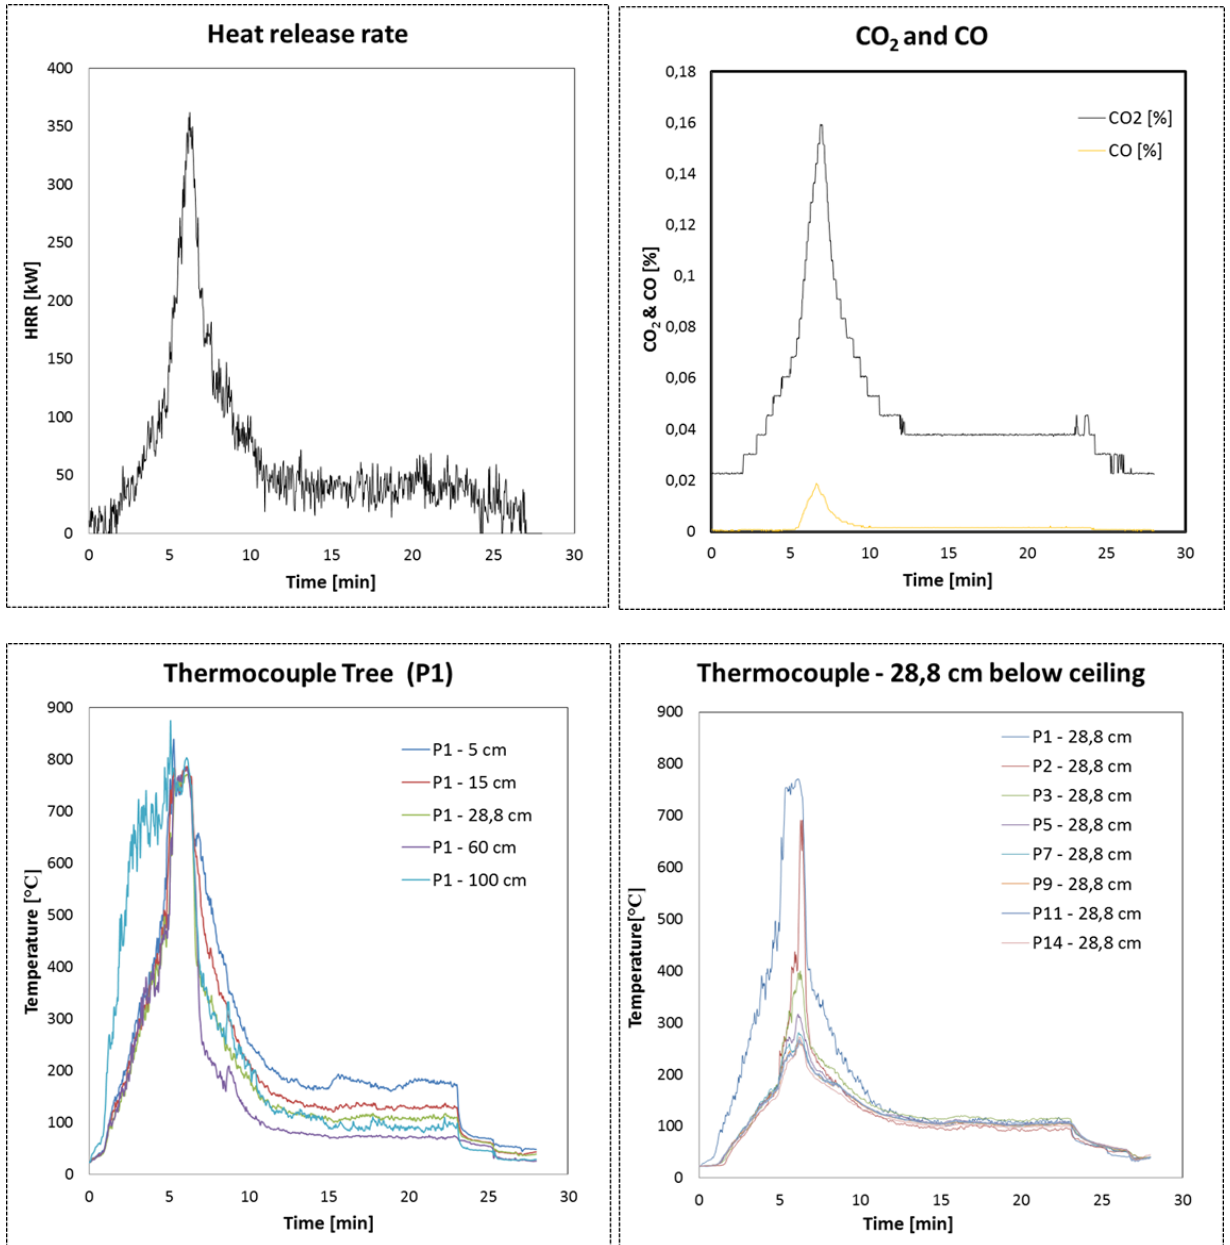 Heat release rate
400
350
300
250
200
150
100
50
0
HRR [kW]
0 5 10 15 20 25 30
Time [min]
CO₂ and CO
0,18
0,16
0,14
0,12
0,1
0,08
0,06
0,04
0,02
0
CO₂ & CO [%]
CO2 [%]
CO [%]
0 5 10 15 20 25 30
Time [min]
Thermocouple Tree (P1)
900
800
700
600
500
400
300
200
100
0
Temperature [°C]
P1 - 5 cm
P1 - 15 cm
P1 - 28,8 cm
P1 - 60 cm
P1 - 100 cm
0 5 10 15 20 25 30
Time [min]
Thermocouple - 28,8 cm below ceiling
900
800
700
600
500
400
300
200
100
0
Temperature[°C]
P1 - 28,8 cm
P2 - 28,8 cm
P3 - 28,8 cm
P5 - 28,8 cm
P7 - 28,8 cm
P9 - 28,8 cm
P11 - 28,8 cm
P14 - 28,8 cm
0 5 10 15 20 25 30
Time [min]